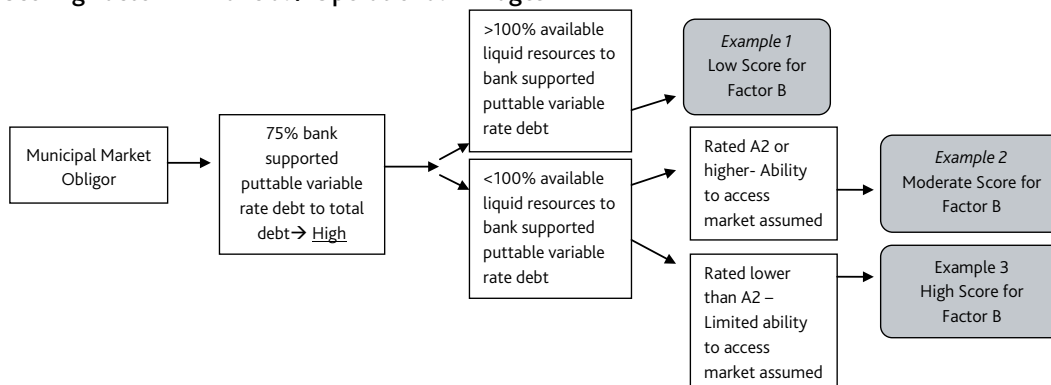 Municipal Market
Obligor
75% bank
supported
puttable variable
rate debt to total
debt→ High
>100% available
liquid resources to
bank supported
puttable variable
rate debt
<100% available
liquid resources to
bank supported
puttable variable
rate debt
Example 1
Low Score for
Factor B
Rated A2 or
higher- Ability
to access
market assumed
Example 2
Moderate Score for
Factor B
Rated lower
than A2 –
Limited ability
to access
market assumed
Example 3
High Score for
Factor B